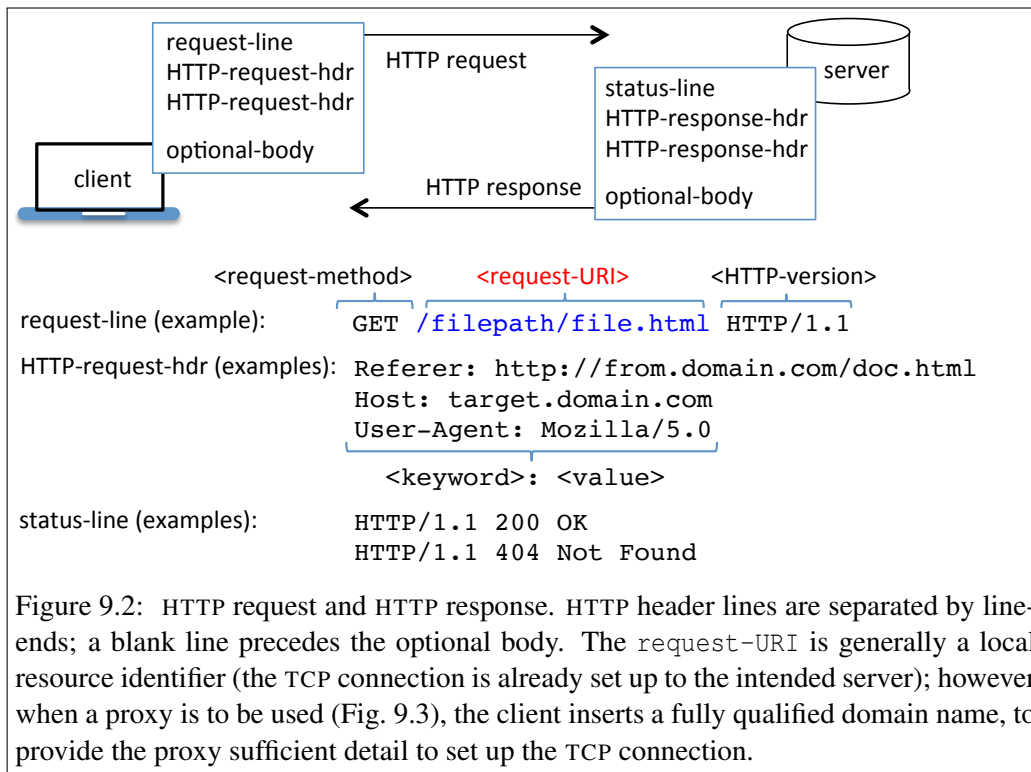 request-line
HTTP-request-hdr
HTTP-request-hdr
optional-body
client
HTTP request
server
status-line
HTTP-response-hdr
HTTP-response-hdr
optional-body
HTTP response
<request-method> <request-URI> <HTTP-version>
request-line (example): GET /filepath/file.html HTTP/1.1
HTTP-request-hdr (examples): Referer: http://from.domain.com/doc.html
Host: target.domain.com
User-Agent: Mozilla/5.0
<keyword>: <value>
status-line (examples): HTTP/1.1 200 OK
HTTP/1.1 404 Not Found
Figure 9.2: HTTP request and HTTP response. HTTP header lines are separated by line-
ends; a blank line precedes the optional body. The request-URI is generally a local
resource identifier (the TCP connection is already set up to the intended server); however
when a proxy is to be used (Fig. 9.3), the client inserts a fully qualified domain name, to
provide the proxy sufficient detail to set up the TCP connection.